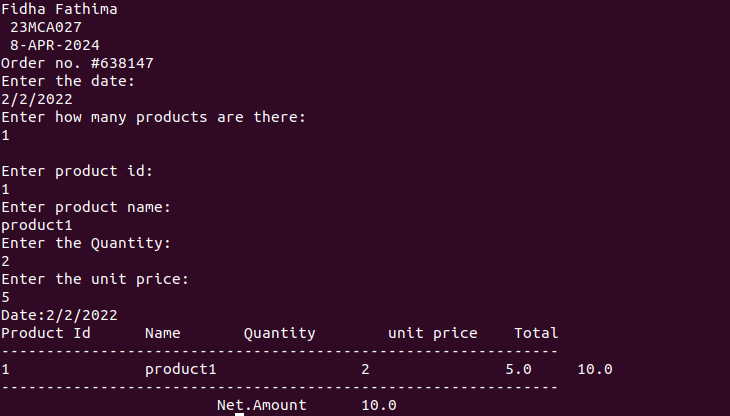 Fidha Fathima
 23MCA027
 8-APR-2024
Order no. #638147
Enter the date:
2/2/2022
Enter how many products are there:
1

Enter product id:
1
Enter product name:
product1
Enter the Quantity:
2
Enter the unit price:
5
Date:2/2/2022
Product Id      Name       Quantity        unit price    Total
--------------------------------------------------------------
1               product1                2               5.0     10.0
--------------------------------------------------------------
                        Net.Amount      10.0